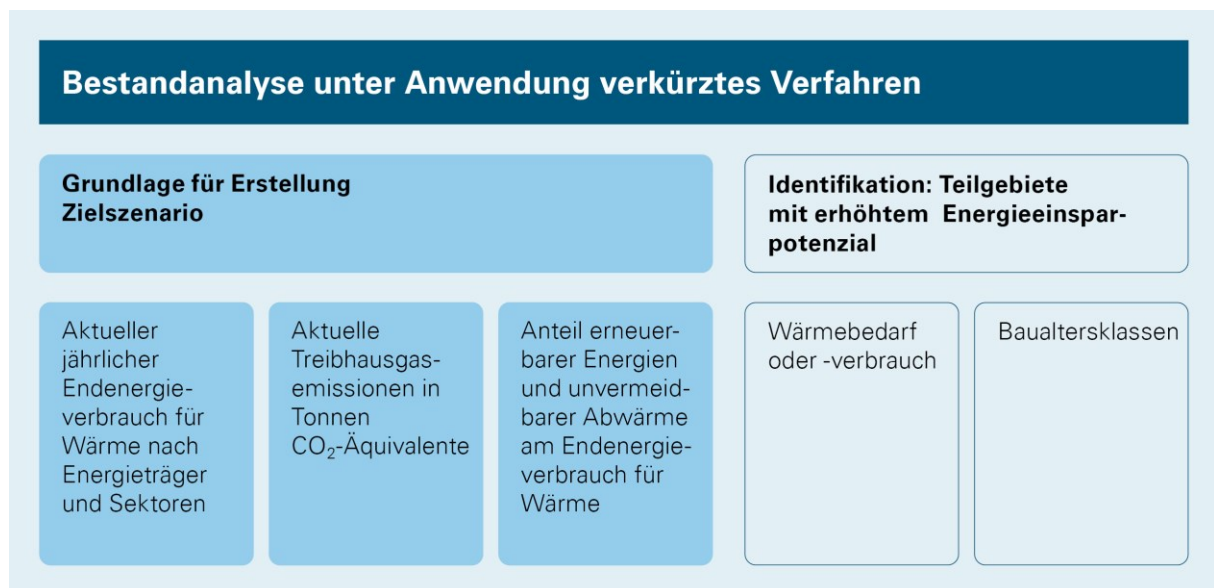 Bestandanalyse unter Anwendung verkürztes Verfahren
Grundlage für Erstellung
Zielszenario
Identifikation: Teilgebiete
mit erhöhtem Energieeinspar-
potenzial
Aktueller
jährlicher
Endenergie-
verbrauch für
Wärme nach
Energieträger
und Sektoren
Aktuelle
Treibhausgas-
emissionen in
Tonnen
CO₂-Äquivalente
Anteil erneuer-
barer Energien
und unvermeid-
barer Abwärme
am Endenergie-
verbrauch für
Wärme
Wärmebedarf
oder -verbrauch
Baualtersklassen